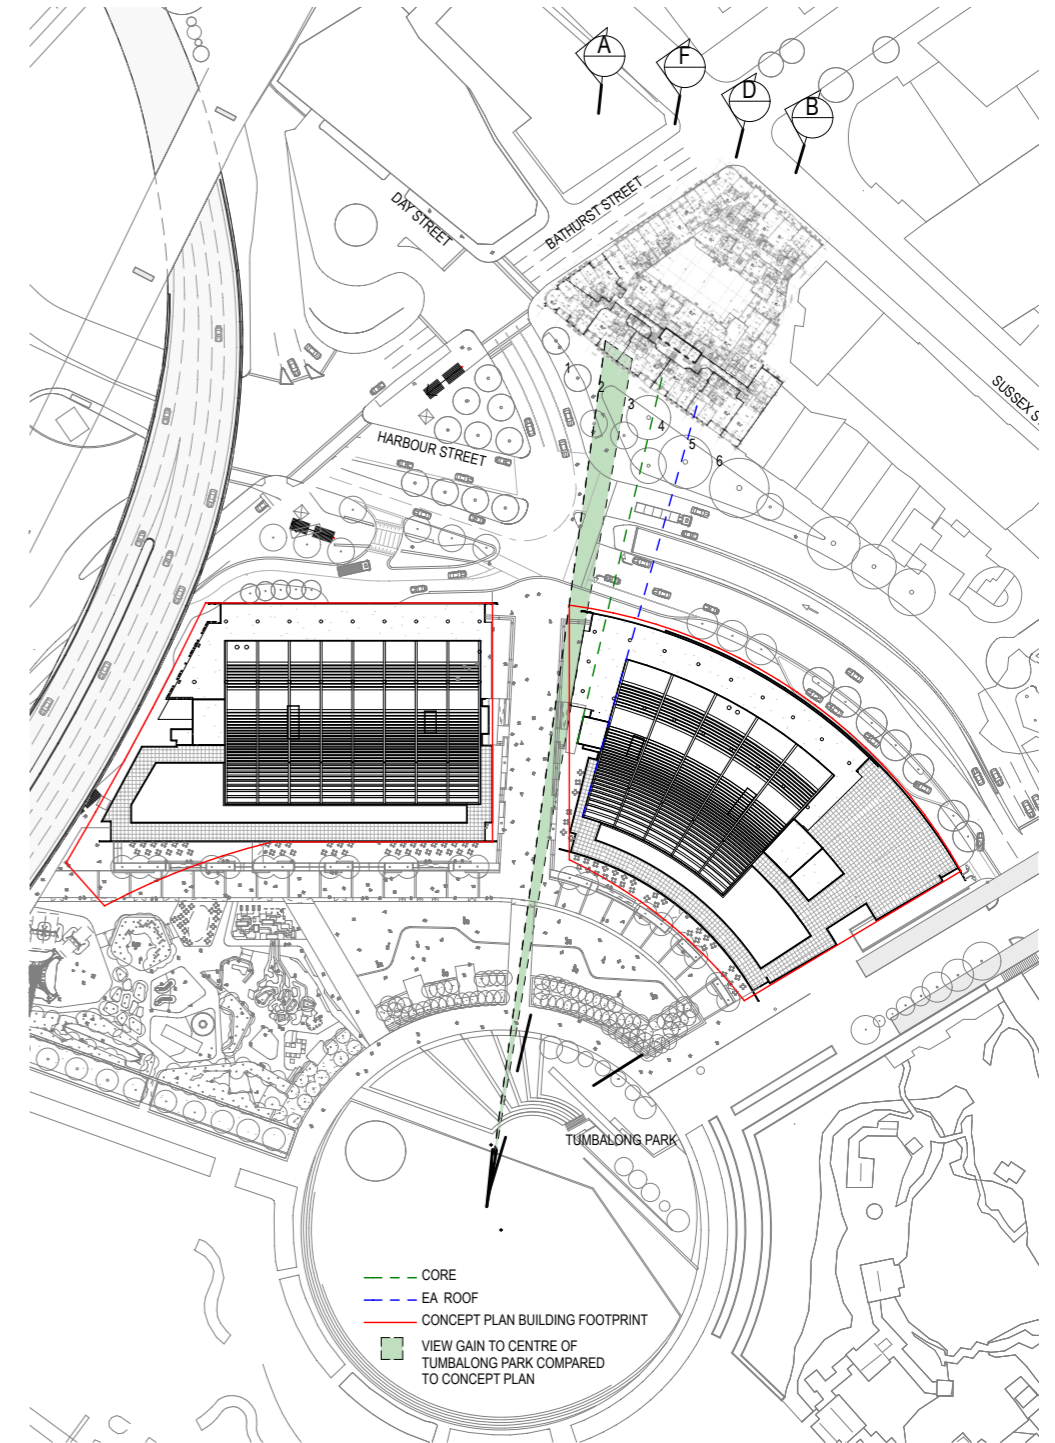 A
F
D
B
DAY STREET
BATHURST STREET
SUSSEX S
1
2
3
4
5
6
HARBOUR STREET
TUMBALONG PARK
CORE
EA ROOF
CONCEPT PLAN BUILDING FOOTPRINT
VIEW GAIN TO CENTRE OF
TUMBALONG PARK COMPARED
TO CONCEPT PLAN